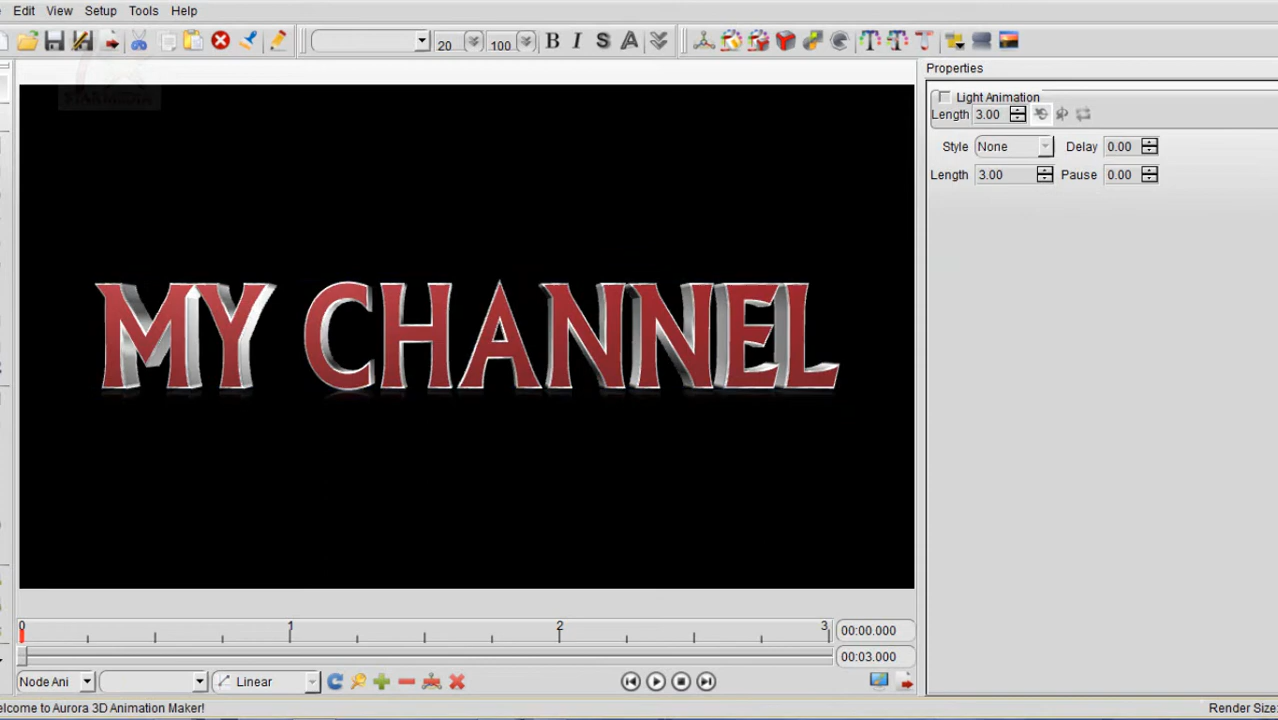 Edit View Setup Tools Help
20 100 B I S A
STARMEDIA
Properties
Light Animation
Length 3.00
Style None Delay 0.00
Length 3.00 Pause 0.00
MY CHANNEL
0 1 2 3
00:00.000
00:03.000
Node Ani Linear
elcome to Aurora 3D Animation Maker!
Render Size: